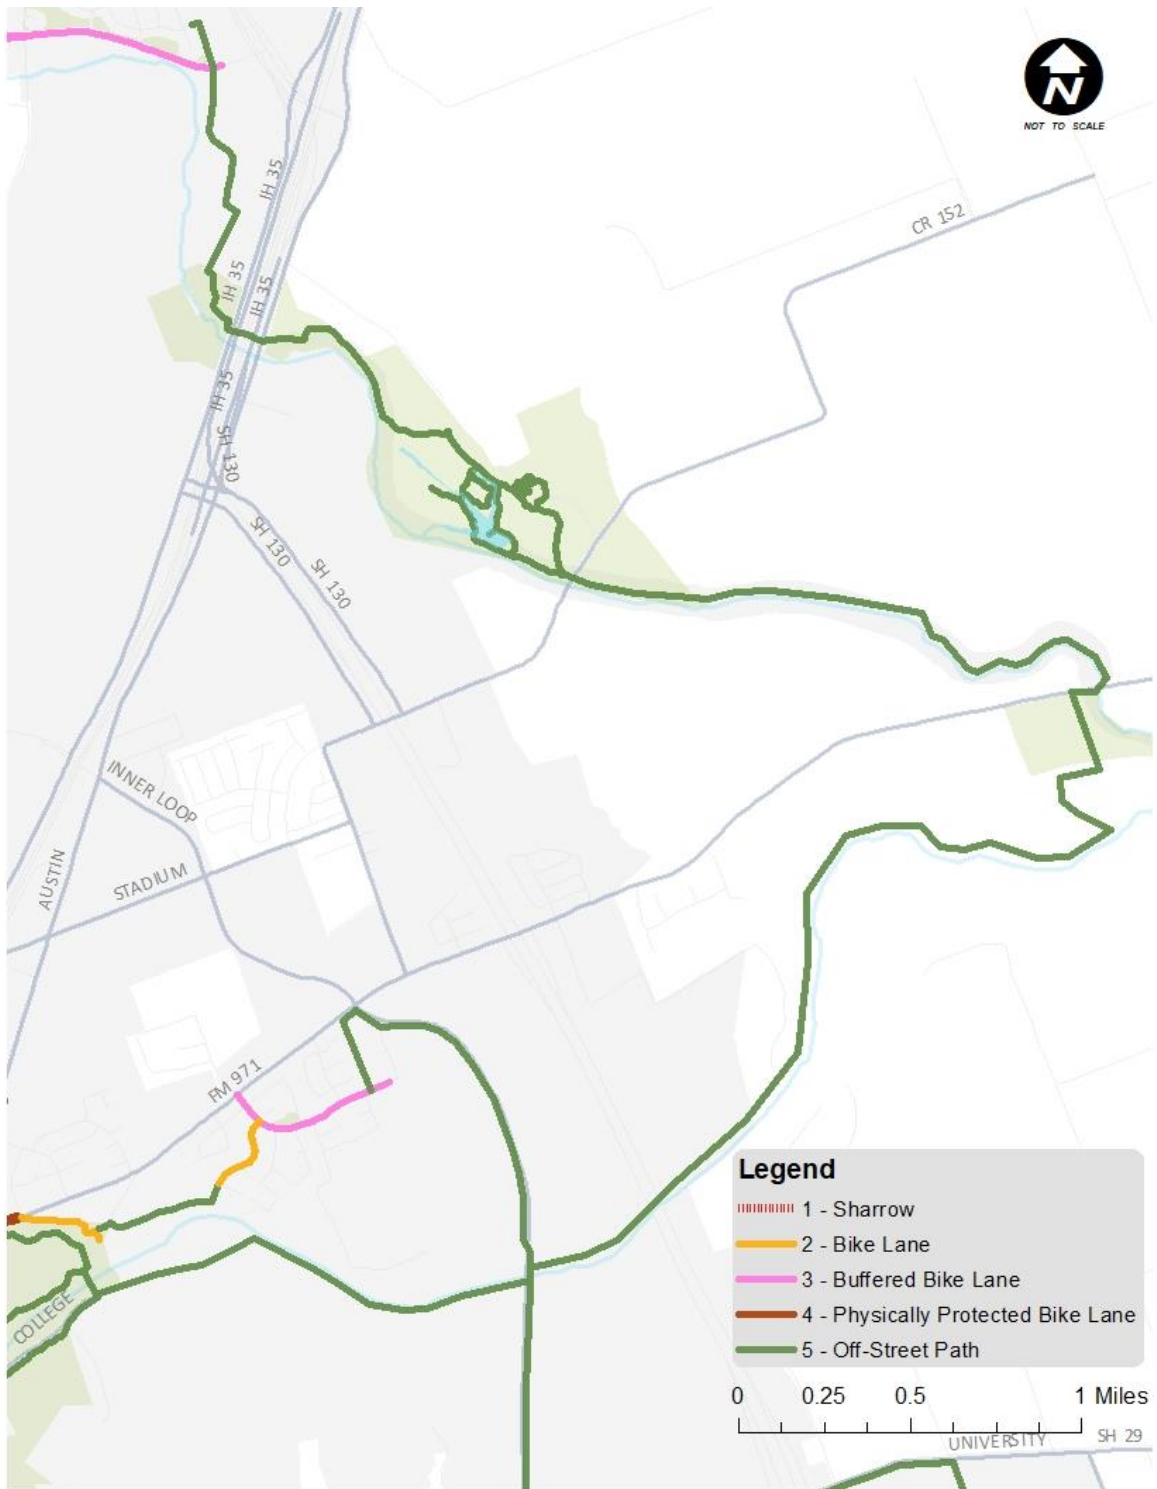 N
NOT TO SCALE
IH 35
CR 152
IH 35
IH 35
IH 35
SH 130
SH 130
SH 130
INNER LOOP
AUSTIN
STADIUM
FM 971
COLLEGE
Legend
1 - Sharrow
2 - Bike Lane
3 - Buffered Bike Lane
4 - Physically Protected Bike Lane
5 - Off-Street Path
0 0.25 0.5 1 Miles
UNIVERSITY SH 29